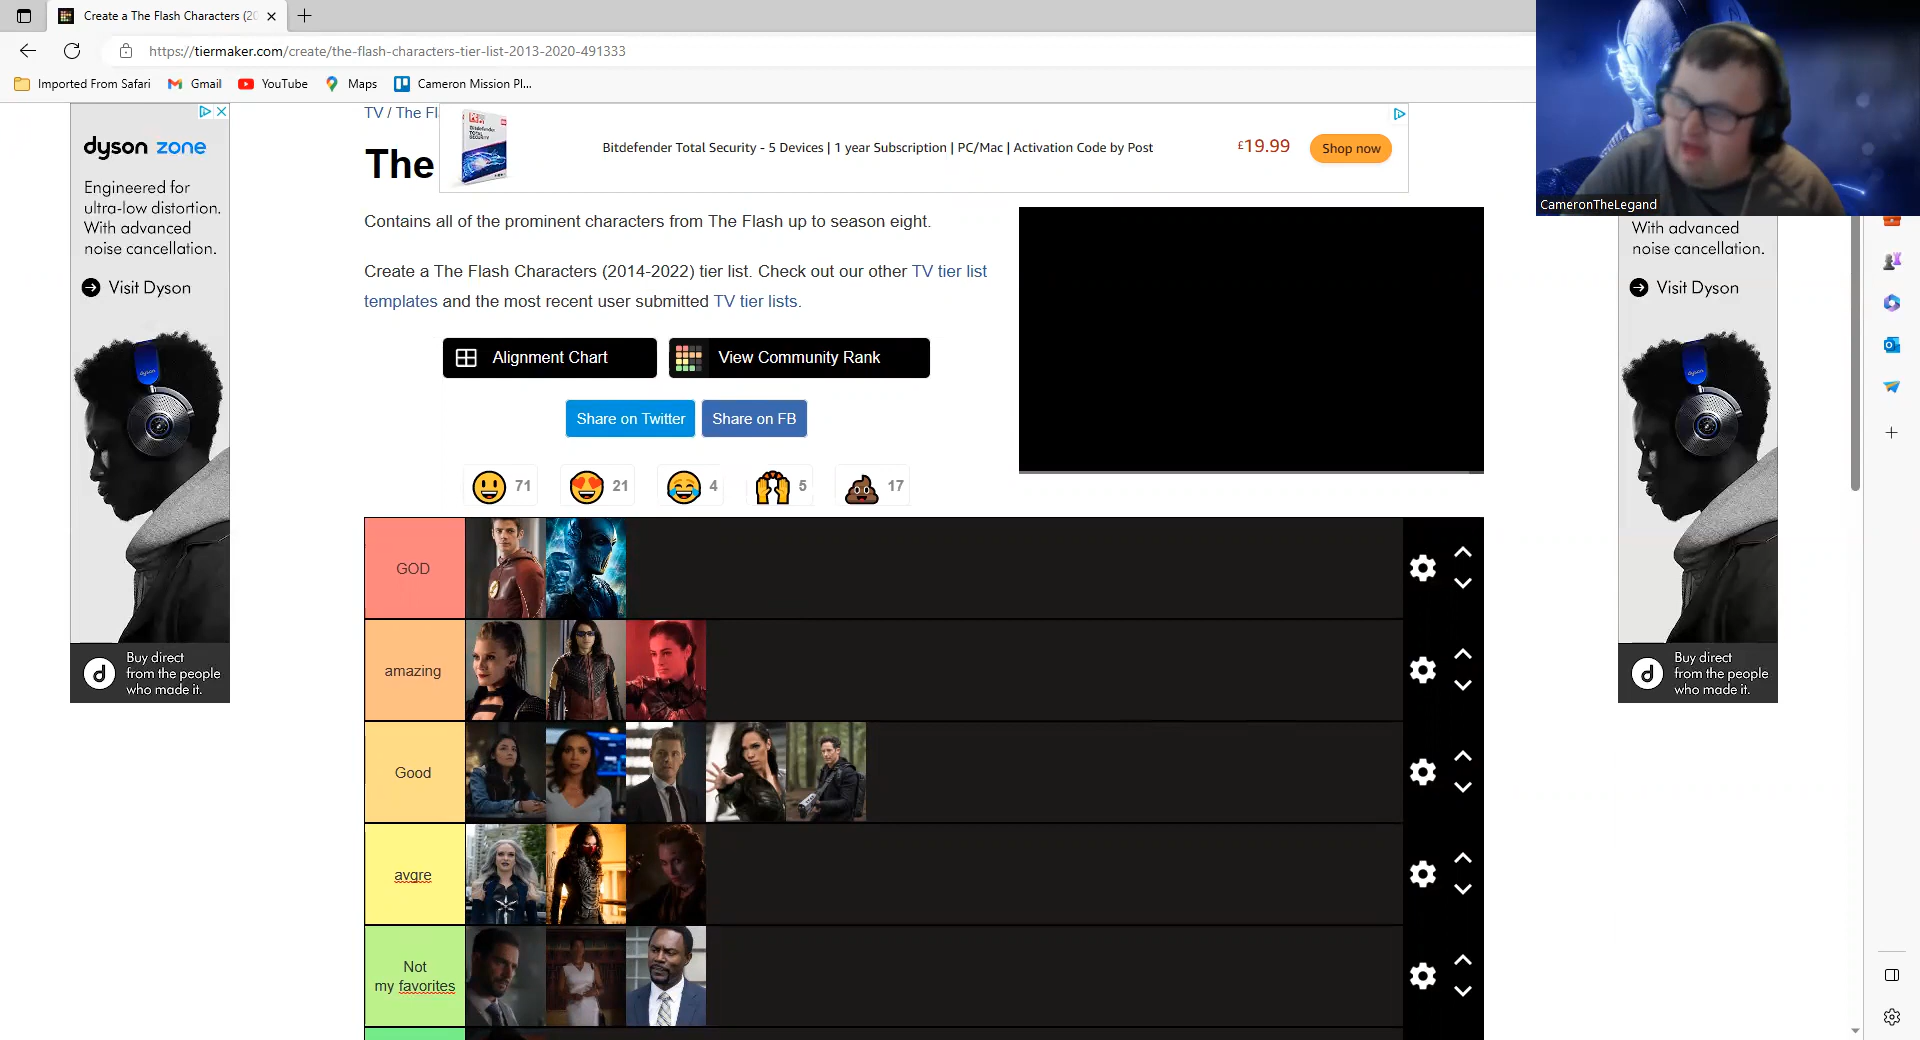 Create a The Flash Characters (20
https://tiermaker.com/create/the-flash-characters-tier-list-2013-2020-491333
Imported From Safari
Gmail
YouTube
Maps
Cameron Mission Pl...
CameronTheLegand
dyson zone
Engineered for
ultra-low distortion.
With advanced
noise cancellation.
Visit Dyson
Buy direct
from the people
who made it.
TV / The Fl
Bitdefender Total Security - 5 Devices | 1 year Subscription | PC/Mac | Activation Code by Post
£19.99
Shop now
The
Contains all of the prominent characters from The Flash up to season eight.
Create a The Flash Characters (2014-2022) tier list. Check out our other TV tier list
templates and the most recent user submitted TV tier lists.
Alignment Chart
View Community Rank
Share on Twitter
Share on FB
71
21
4
5
17
GOD
amazing
Good
avgre
Not
my favorites
With advanced
noise cancellation.
Visit Dyson
Buy direct
from the people
who made it.